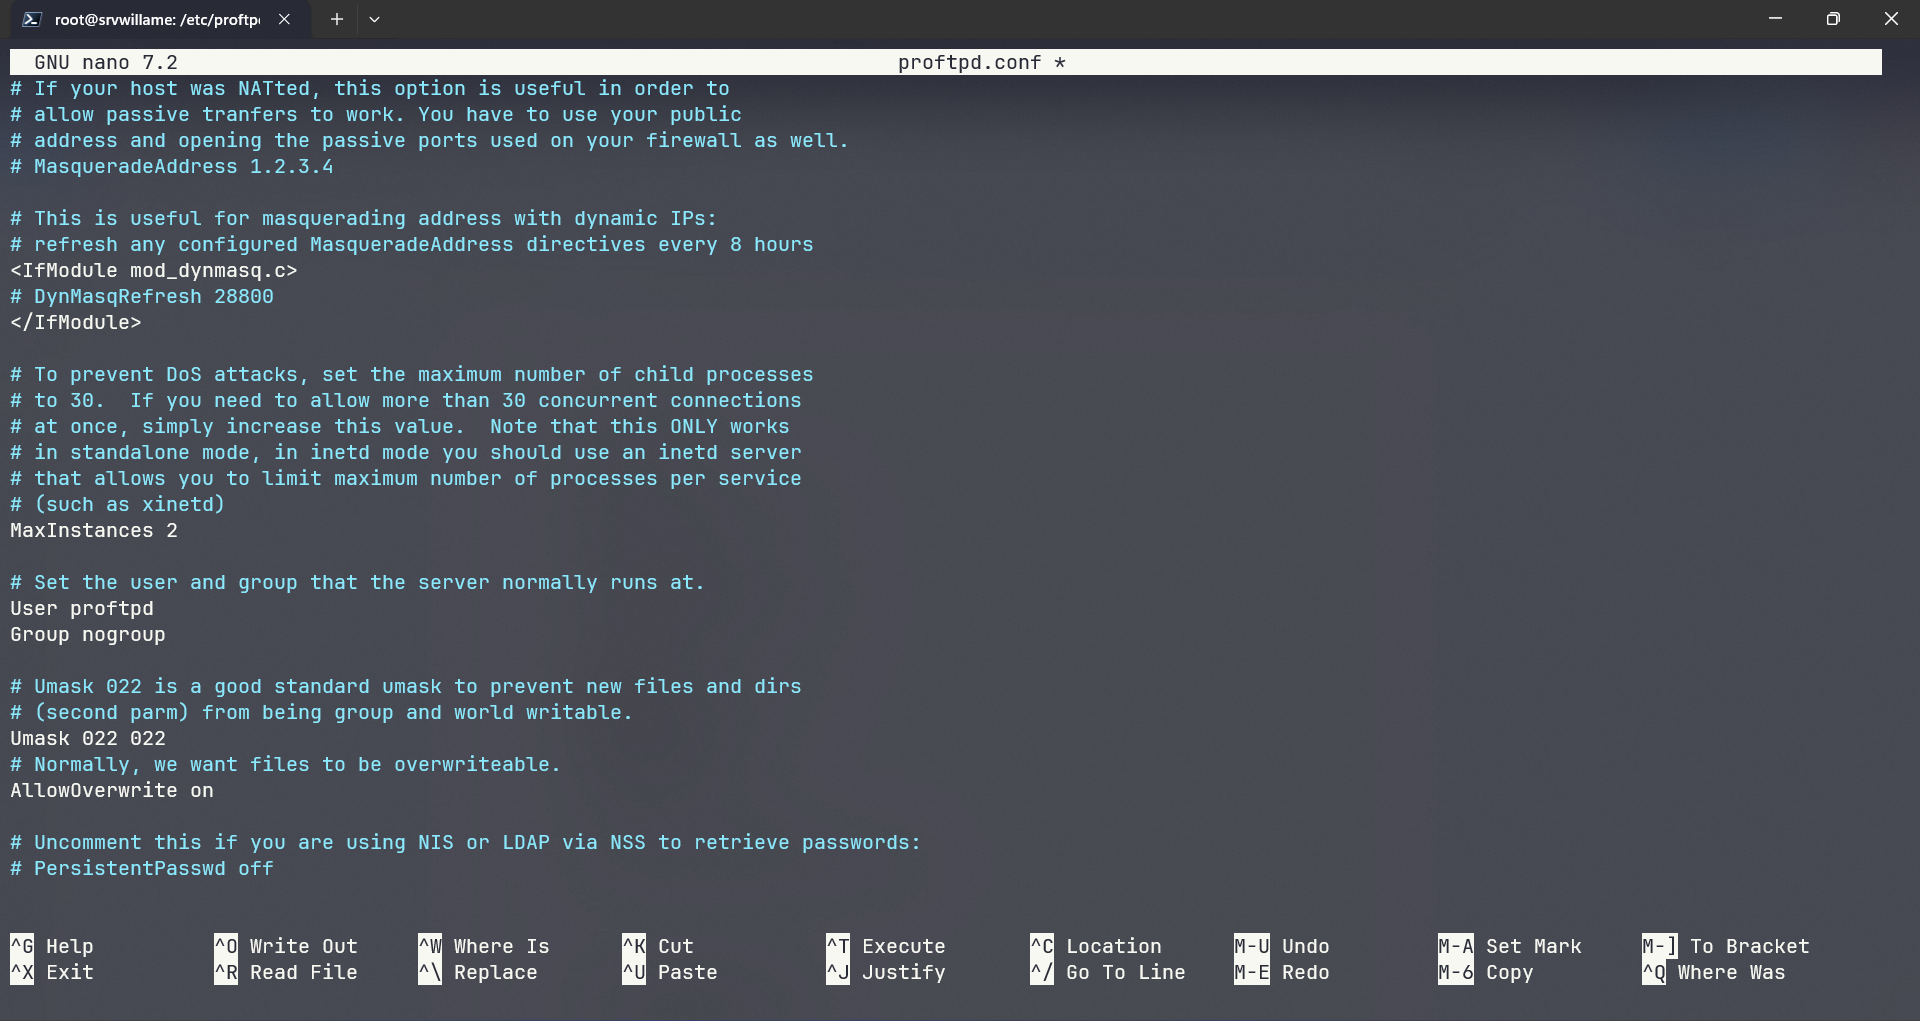 root@srvwillame: /etc/proftp
GNU nano 7.2 proftpd.conf *
# If your host was NATted, this option is useful in order to
# allow passive tranfers to work. You have to use your public
# address and opening the passive ports used on your firewall as well.
# MasqueradeAddress 1.2.3.4
# This is useful for masquerading address with dynamic IPs:
# refresh any configured MasqueradeAddress directives every 8 hours
<IfModule mod_dynmasq.c>
# DynMasqRefresh 28800
</IfModule>
# To prevent DoS attacks, set the maximum number of child processes
# to 30.  If you need to allow more than 30 concurrent connections
# at once, simply increase this value.  Note that this ONLY works
# in standalone mode, in inetd mode you should use an inetd server
# that allows you to limit maximum number of processes per service
# (such as xinetd)
MaxInstances 2
# Set the user and group that the server normally runs at.
User proftpd
Group nogroup
# Umask 022 is a good standard umask to prevent new files and dirs
# (second parm) from being group and world writable.
Umask 022 022
# Normally, we want files to be overwriteable.
AllowOverwrite on
# Uncomment this if you are using NIS or LDAP via NSS to retrieve passwords:
# PersistentPasswd off
^G Help ^O Write Out ^W Where Is ^K Cut ^T Execute ^C Location M-U Undo M-A Set Mark M-] To Bracket
^X Exit ^R Read File ^\ Replace ^U Paste ^J Justify ^/ Go To Line M-E Redo M-6 Copy ^Q Where Was